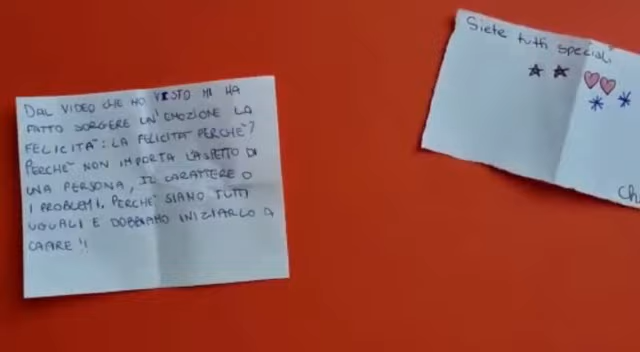 DAL VIDEO CHE HO VISTO MI HA
FATTO SORGERE UN'EMOZIONE LA
FELICITA': LA FELICITA' PERCHE'?
PERCHE' NON IMPORTA L'ASPETTO DI
UNA PERSONA, IL CARATTERE O
I PROBLEMI. PERCHE' SIAMO TUTTI
UGUALI E DOBBIAMO INIZIARLO A
CAPIRE!!
Siete tutti speciali